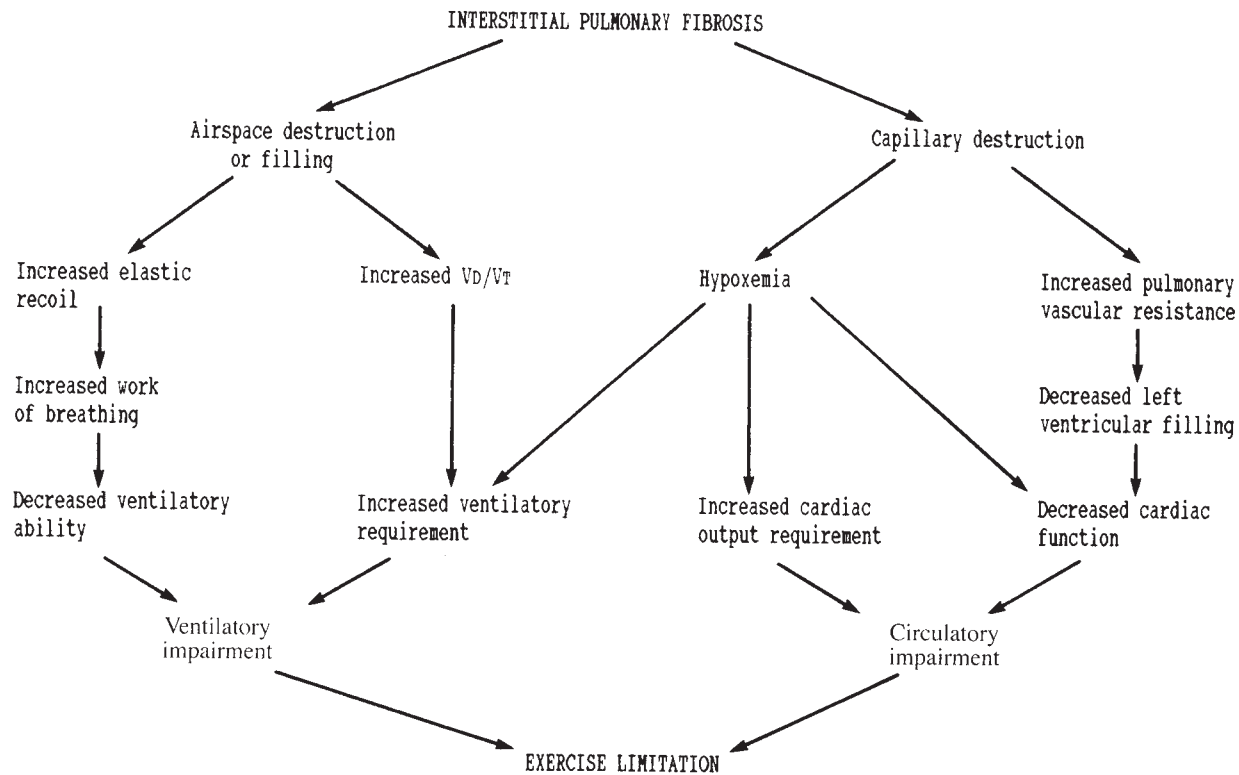 INTERSTITIAL PULMONARY FIBROSIS
Airspace destruction
or filling
Capillary destruction
Increased elastic
recoil
Increased VD/VT
Hypoxemia
Increased pulmonary
vascular resistance
Increased work
of breathing
Decreased left
ventricular filling
Decreased ventilatory
ability
Increased ventilatory
requirement
Increased cardiac
output requirement
Decreased cardiac
function
Ventilatory
impairment
Circulatory
impairment
EXERCISE LIMITATION